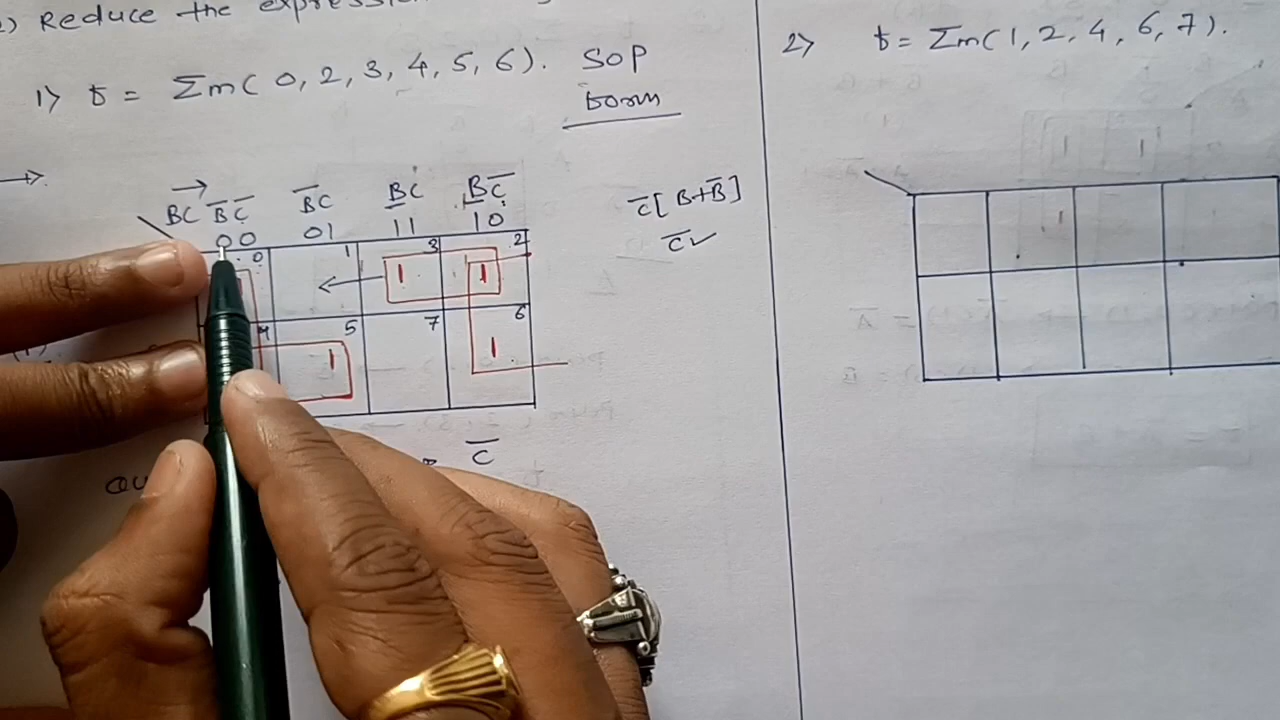 Reduce the
1) f = Σm( 0, 2, 3, 4, 5, 6). SOP
form
BC B̅C̅ B̅C BC BC̅
00 01 11 10
0 1 3 2
1 1
4 5 7 6
1 1
C̅
C̅[B+B̅]
C̅✓
2) f = Σm(1, 2, 4, 6, 7).